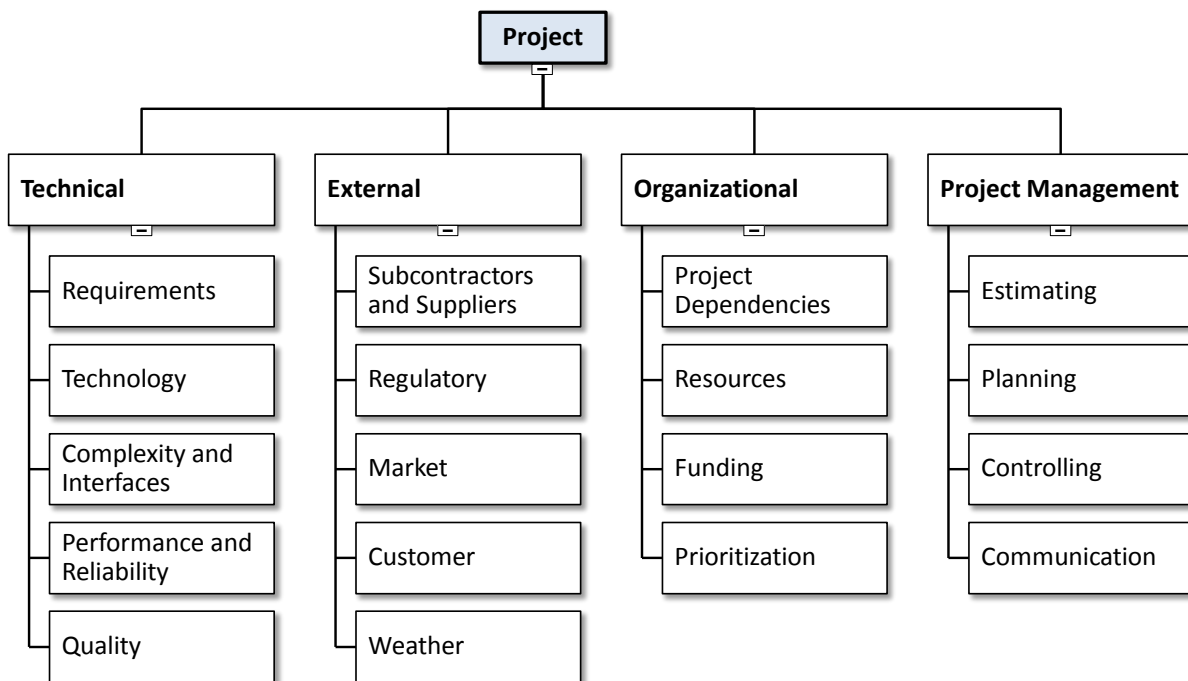 Project
Technical
Requirements
Technology
Complexity and
Interfaces
Performance and
Reliability
Quality
External
Subcontractors
and Suppliers
Regulatory
Market
Customer
Weather
Organizational
Project
Dependencies
Resources
Funding
Prioritization
Project Management
Estimating
Planning
Controlling
Communication